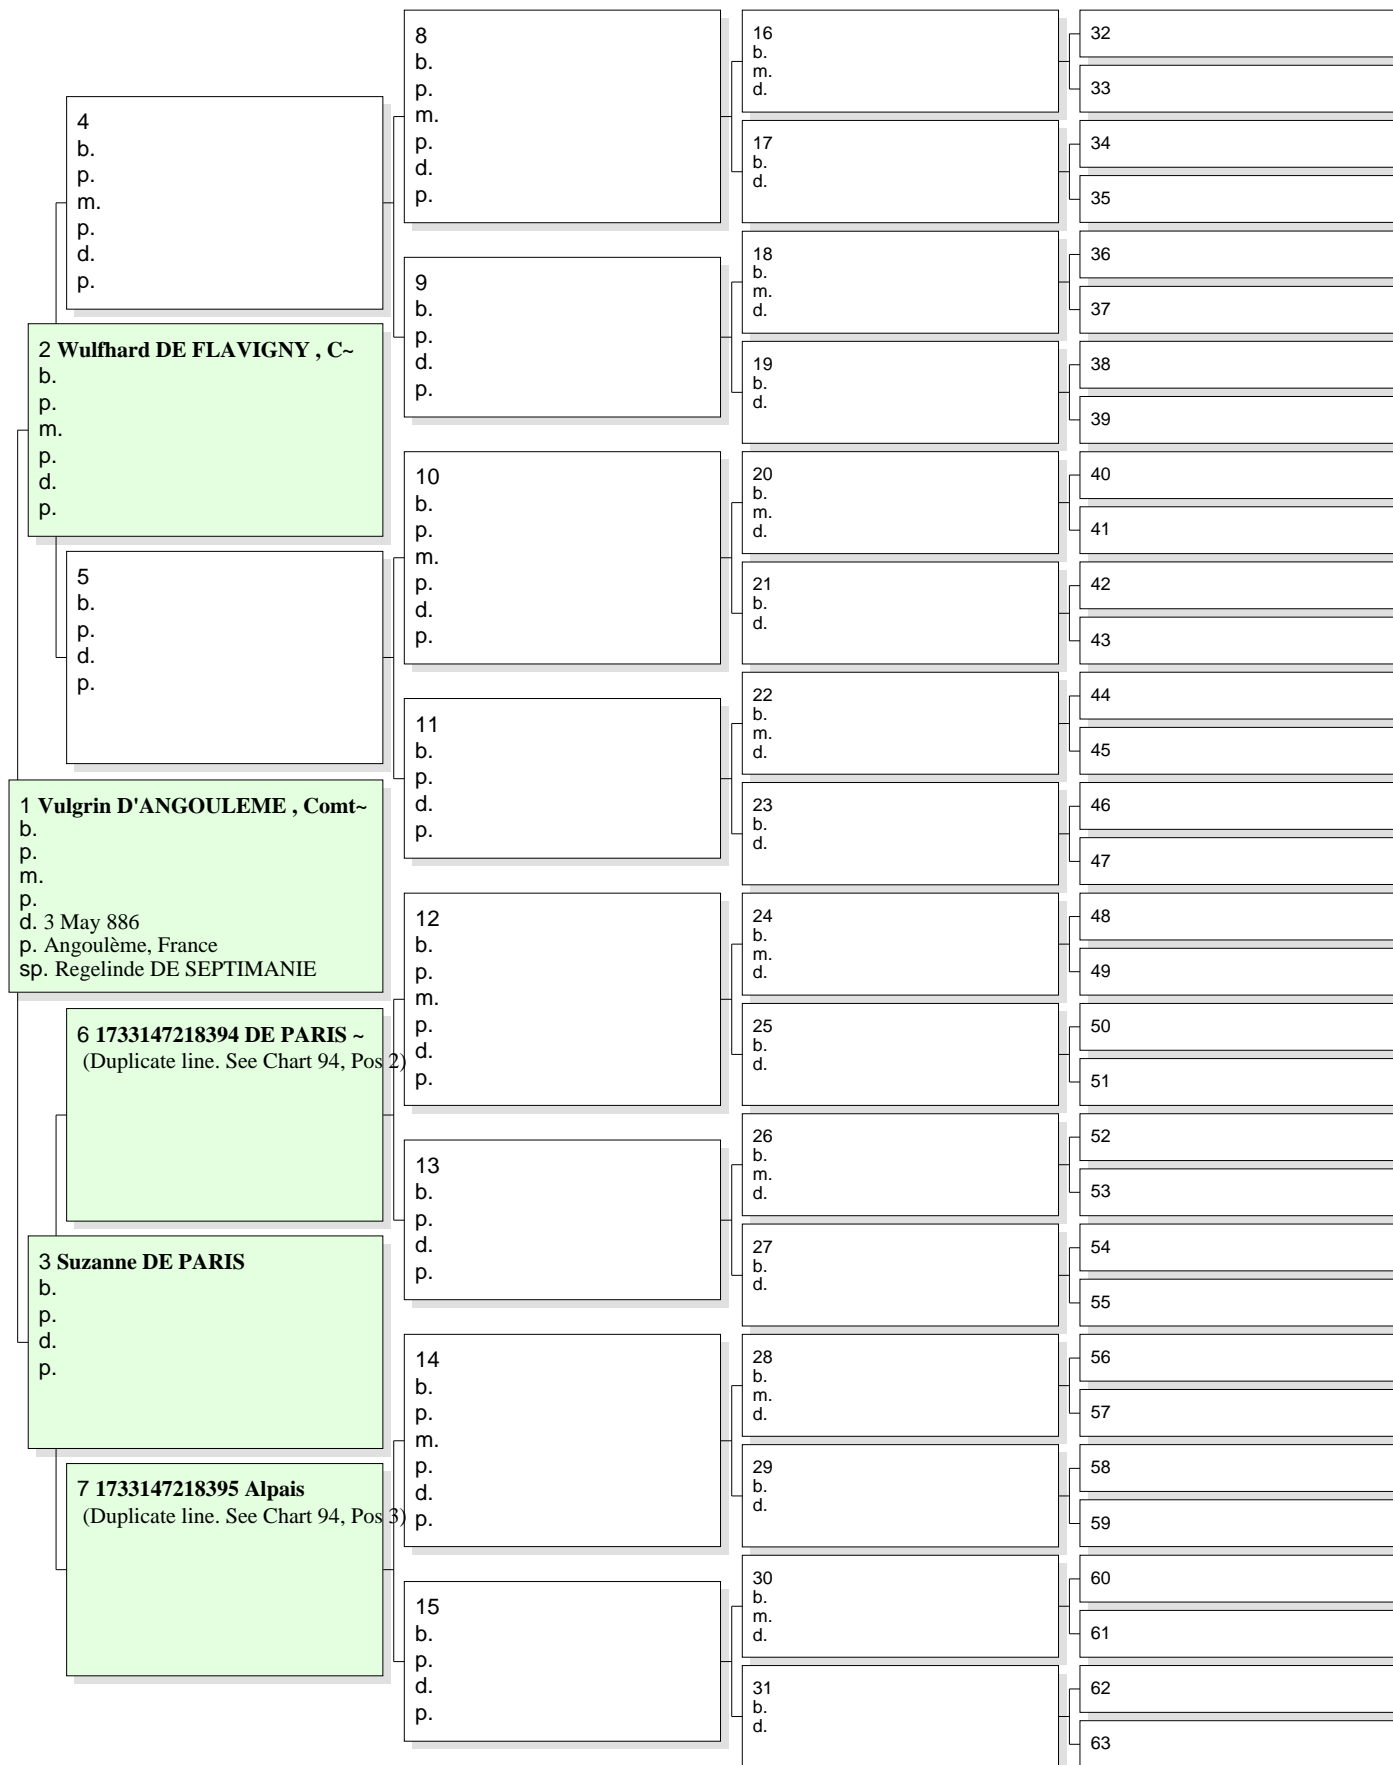 4
b.
p.
m.
p.
d.
p.
2 Wulfhard DE FLAVIGNY , C~
b.
p.
m.
p.
d.
p.
5
b.
p.
d.
p.
1 Vulgrin D'ANGOULEME , Comt~
b.
p.
m.
p.
d. 3 May 886
p. Angoulème, France
sp. Regelinde DE SEPTIMANIE
6 1733147218394 DE PARIS ~
(Duplicate line. See Chart 94, Pos 2)
3 Suzanne DE PARIS
b.
p.
d.
p.
7 1733147218395 Alpais
(Duplicate line. See Chart 94, Pos 3)
8
b.
p.
m.
p.
d.
p.
9
b.
p.
d.
p.
10
b.
p.
m.
p.
d.
p.
11
b.
p.
d.
p.
12
b.
p.
m.
p.
d.
p.
13
b.
p.
d.
p.
14
b.
p.
m.
p.
d.
p.
15
b.
p.
d.
p.
16
b.
m.
d.
17
b.
d.
18
b.
m.
d.
19
b.
d.
20
b.
m.
d.
21
b.
d.
22
b.
m.
d.
23
b.
d.
24
b.
m.
d.
25
b.
d.
26
b.
m.
d.
27
b.
d.
28
b.
m.
d.
29
b.
d.
30
b.
m.
d.
31
b.
d.
32
33
34
35
36
37
38
39
40
41
42
43
44
45
46
47
48
49
50
51
52
53
54
55
56
57
58
59
60
61
62
63